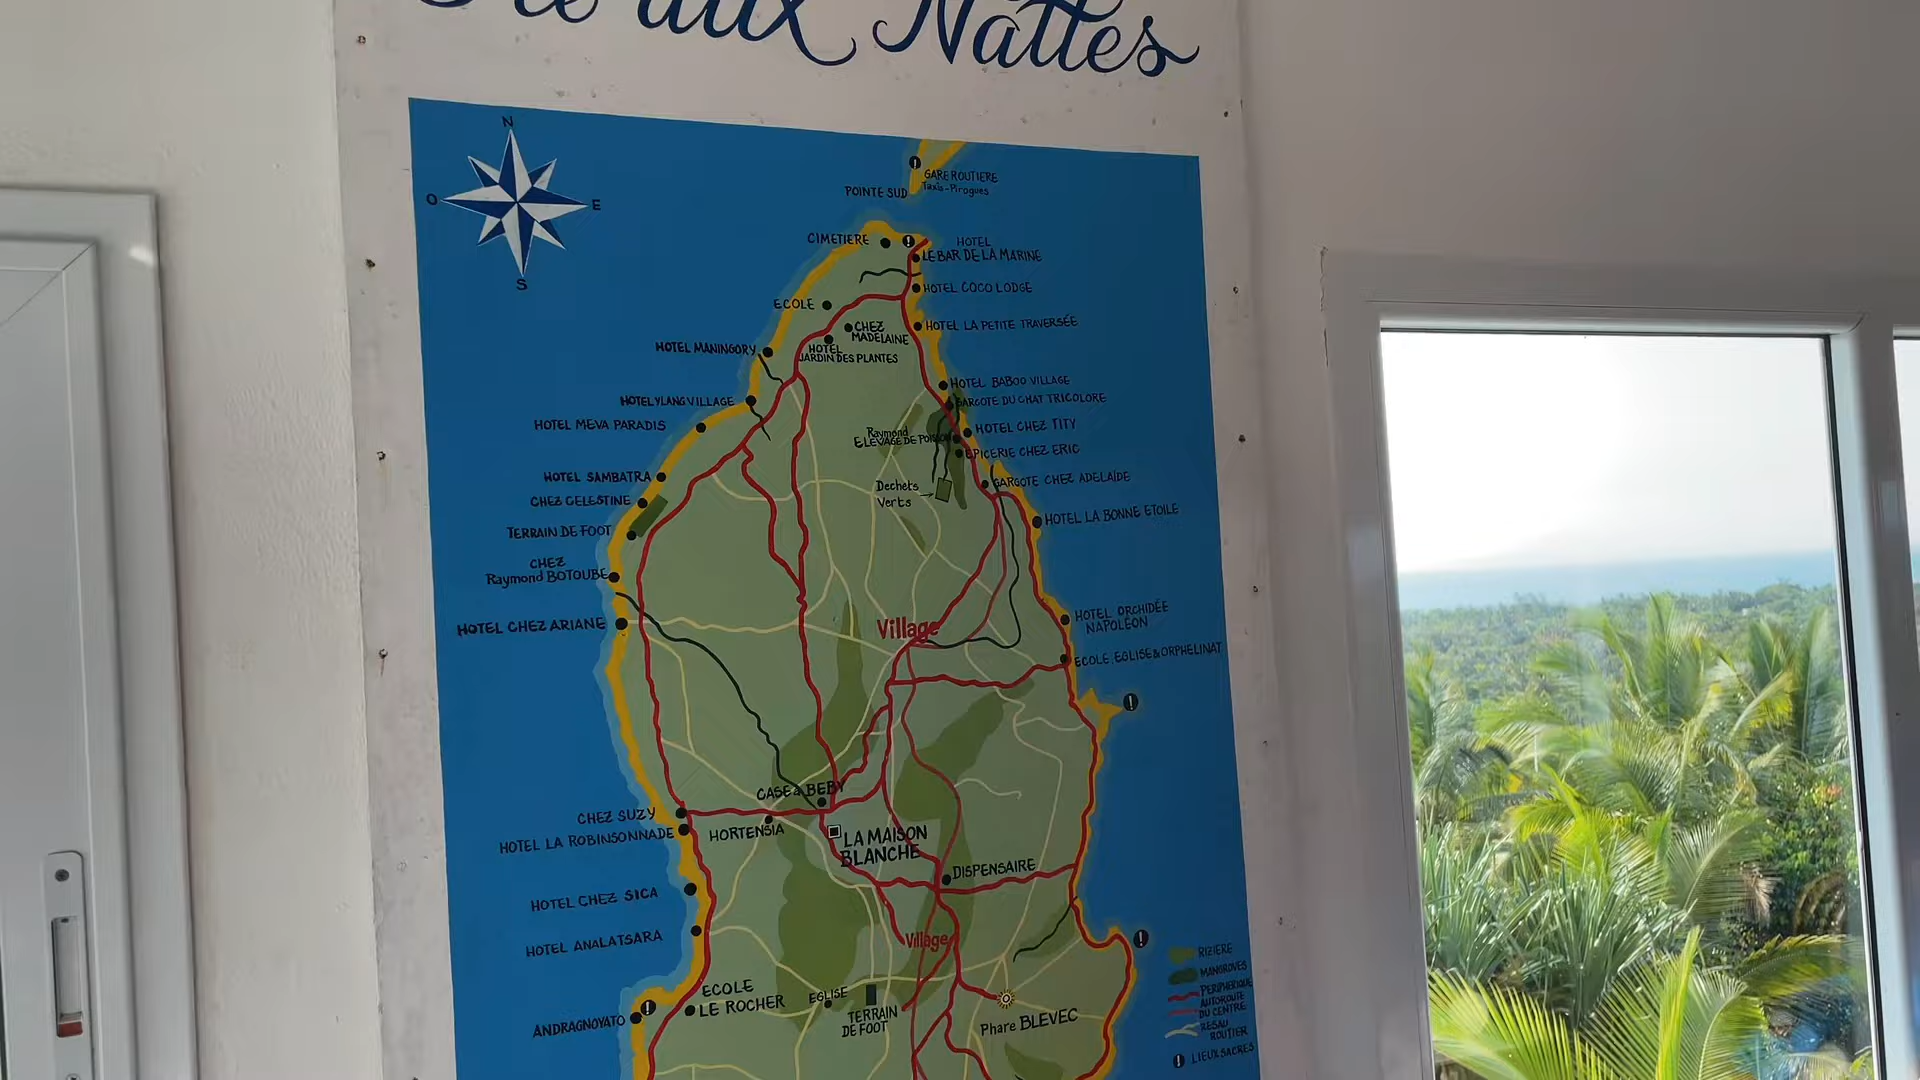 Île aux Nattes
N
O
E
S
GARE ROUTIERE
Taxis-Pirogues
POINTE SUD
CIMETIERE
HOTEL
LE BAR DE LA MARINE
HOTEL COCO LODGE
ECOLE
CHEZ
MADELAINE
HOTEL
JARDIN DES PLANTES
HOTEL LA PETITE TRAVERSÉE
HOTEL MANINGORY
HOTEL BABOO VILLAGE
HOTEL YLANG VILLAGE
GARGOTE DU CHAT TRICOLORE
HOTEL MEVA PARADIS
Raymond
ELEVAGE DE POISSON
HOTEL CHEZ TITY
EPICERIE CHEZ ERIC
HOTEL SAMBATRA
GARGOTE CHEZ ADELAÏDE
CHEZ CELESTINE
Dechets
Verts
TERRAIN DE FOOT
HOTEL LA BONNE ETOILE
CHEZ
Raymond BOTOUBE
HOTEL CHEZ ARIANE
Village
HOTEL ORCHIDÉE
NAPOLÉON
ECOLE, EGLISE & ORPHELINAT
CASE à BEBY
CHEZ SUZY
HOTEL LA ROBINSONNADE
HORTENSIA
LA MAISON
BLANCHE
DISPENSAIRE
HOTEL CHEZ SICA
HOTEL ANALATSARA
Village
ECOLE
LE ROCHER
EGLISE
TERRAIN
DE FOOT
Phare BLEVEC
ANDRAGNOYATO
RIZIERE
MANGROVES
PERIPHERIQUE
AUTOROUTE
DU CENTRE
RESAU
ROUTIER
LIEUX SACRES